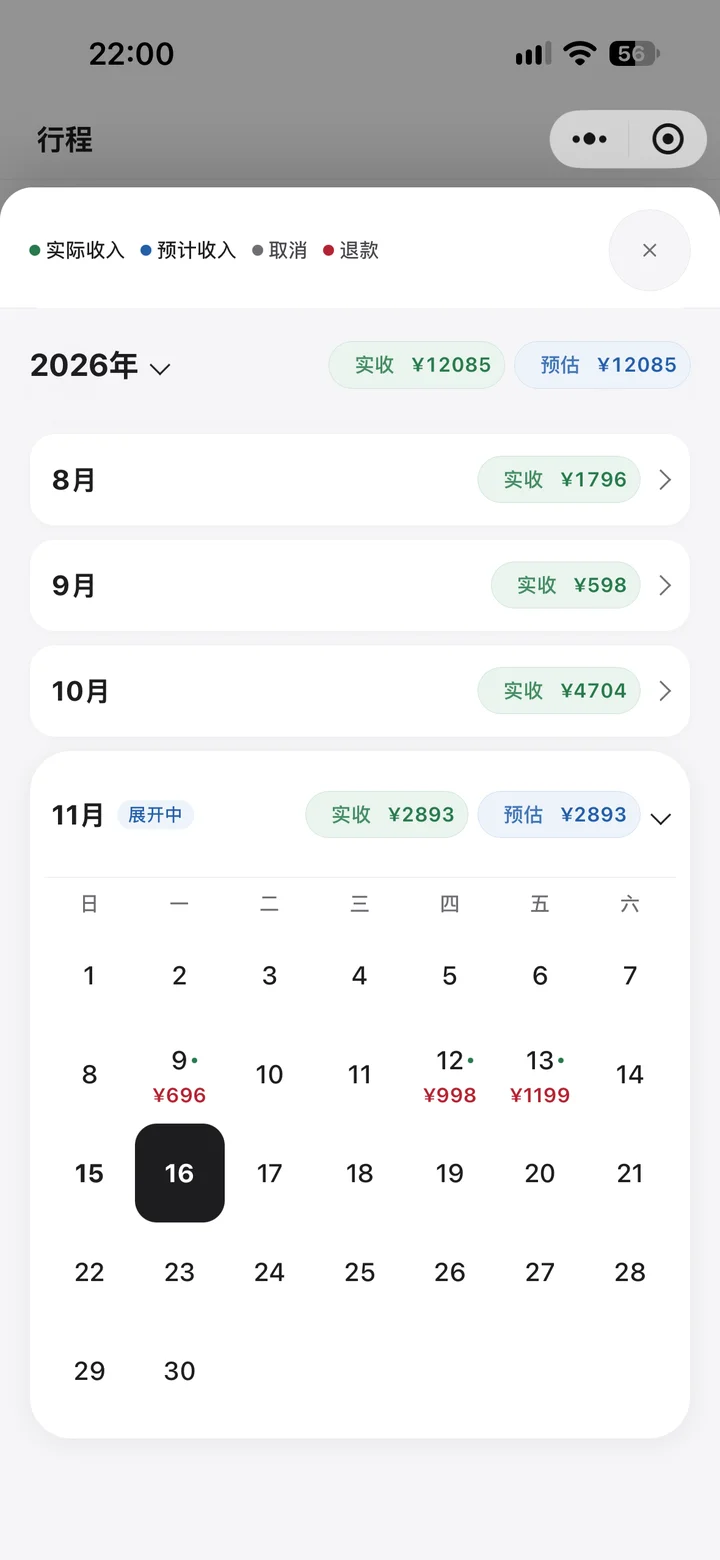 22:00 56
行程
实际收入 预计收入 取消 退款
2026年 实收 ¥12085 预估 ¥12085
8月 实收 ¥1796
9月 实收 ¥598
10月 实收 ¥4704
11月 展开中 实收 ¥2893 预估 ¥2893
日 一 二 三 四 五 六
1 2 3 4 5 6 7
8 9 10 11 12 13 14
¥696 ¥998 ¥1199
15 16 17 18 19 20 21
22 23 24 25 26 27 28
29 30